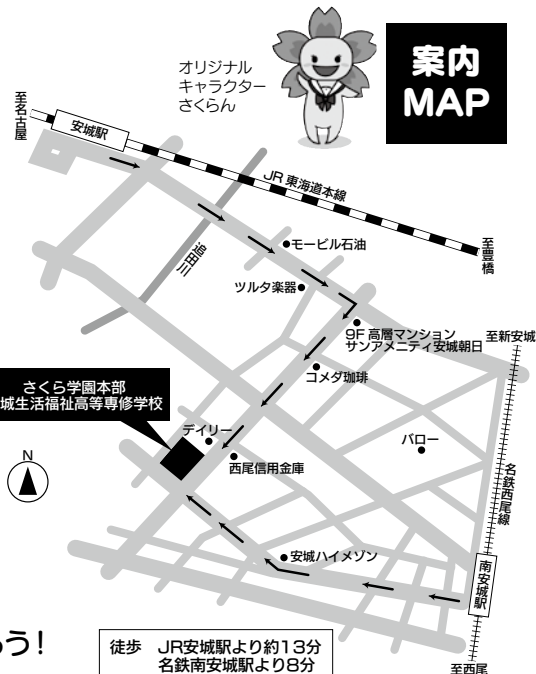 オリジナル
キャラクター
さくらん
案内
MAP
至名古屋
安城駅
JR 東海道本線
至豊橋
追田川
モービル石油
ツルタ楽器
9F 高層マンション
サンアメニティ安城朝日
至新安城
コメダ珈琲
さくら学園本部
城生活福祉高等専修学校
デイリー
バロー
西尾信用金庫
名鉄西尾線
N
安城ハイメゾン
南安城駅
う!
徒歩 JR安城駅より約13分
名鉄南安城駅より8分
至西尾